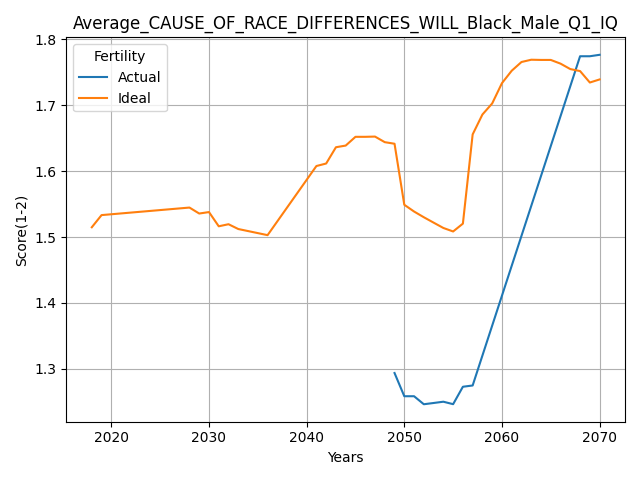 Average_CAUSE_OF_RACE_DIFFERENCES_WILL_Black_Male_Q1_IQ
Fertility
Actual
Ideal
1.8
1.7
1.6
1.5
1.4
1.3
Score(1-2)
2020 2030 2040 2050 2060 2070
Years